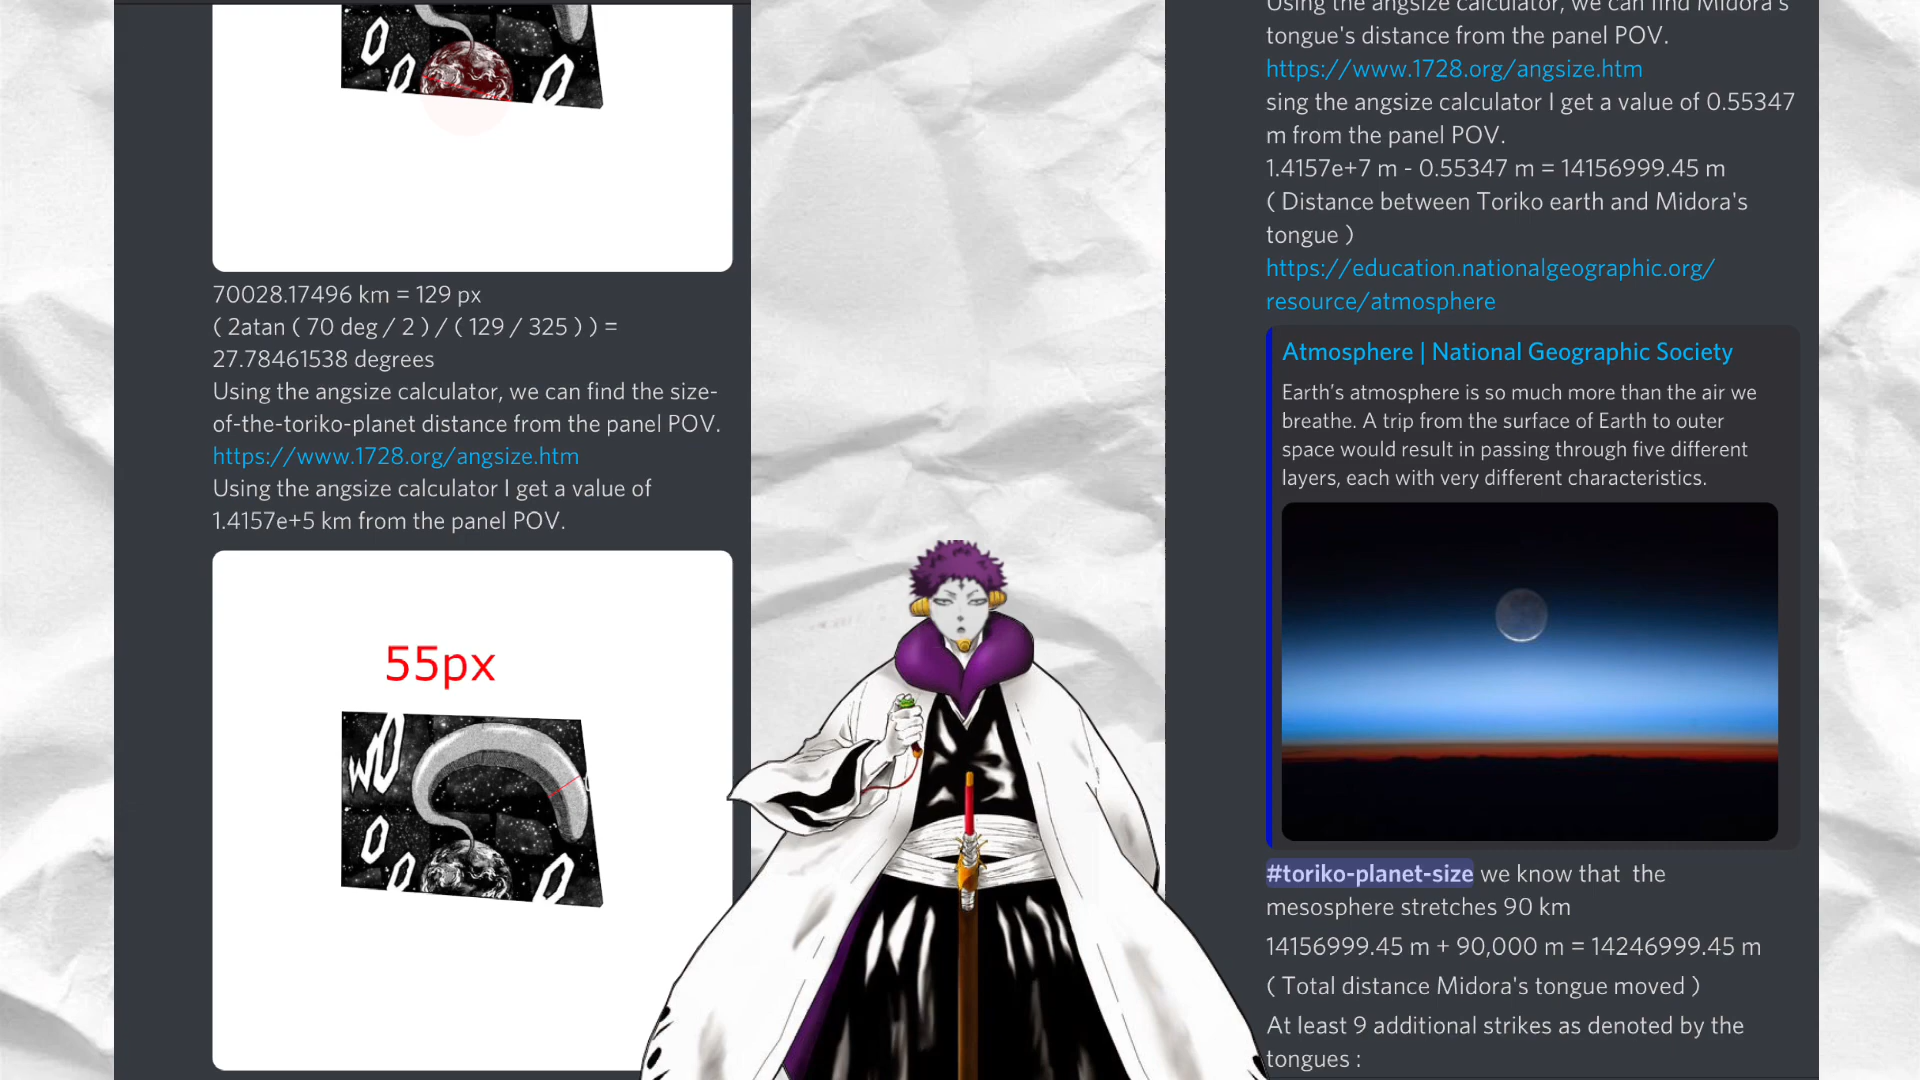 70028.17496 km = 129 px
( 2atan ( 70 deg / 2 ) / ( 129 / 325 ) ) =
27.78461538 degrees
Using the angsize calculator, we can find the size-
of-the-toriko-planet distance from the panel POV.
https://www.1728.org/angsize.htm
Using the angsize calculator I get a value of
1.4157e+5 km from the panel POV.
55px
Using the angsize calculator, we can find Midora's
tongue's distance from the panel POV.
https://www.1728.org/angsize.htm
sing the angsize calculator I get a value of 0.55347
m from the panel POV.
1.4157e+7 m - 0.55347 m = 14156999.45 m
( Distance between Toriko earth and Midora's
tongue )
https://education.nationalgeographic.org/
resource/atmosphere
Atmosphere | National Geographic Society
Earth’s atmosphere is so much more than the air we
breathe. A trip from the surface of Earth to outer
space would result in passing through five different
layers, each with very different characteristics.
#toriko-planet-size we know that the
mesosphere stretches 90 km
14156999.45 m + 90,000 m = 14246999.45 m
( Total distance Midora's tongue moved )
At least 9 additional strikes as denoted by the
tongues :